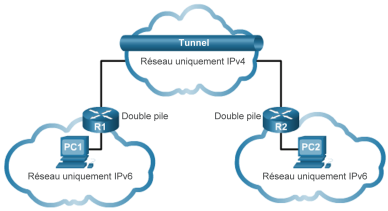 Tunnel
Réseau uniquement IPv4
Double pile
Double pile
R1
R2
PC1
PC2
Réseau uniquement IPv6
Réseau uniquement IPv6